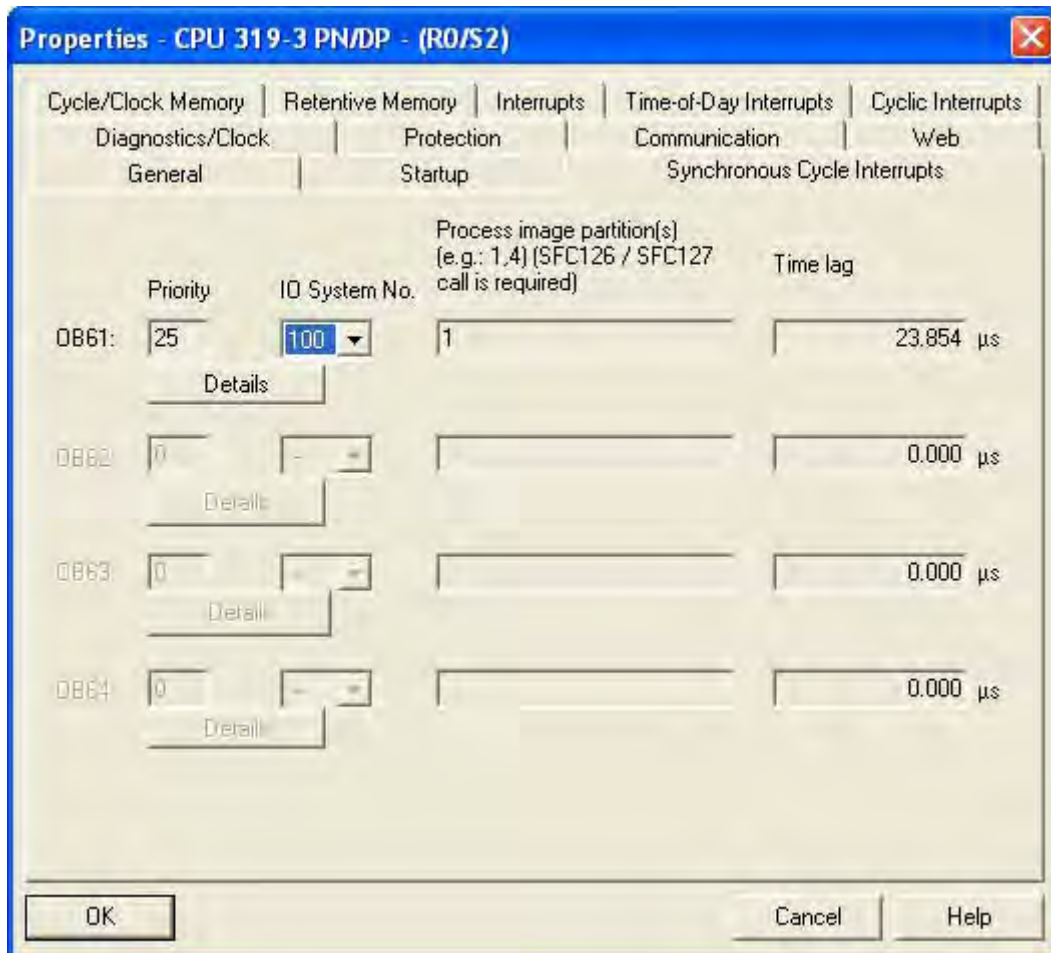 Properties - CPU 319-3 PN/DP - (R0/S2)
Cycle/Clock Memory Retentive Memory Interrupts Time-of-Day Interrupts Cyclic Interrupts
Diagnostics/Clock Protection Communication Web
General Startup Synchronous Cycle Interrupts
Process image partition(s)
(e.g.: 1,4) (SFC126 / SFC127
call is required)
Priority IO System No. Time lag
OB61: 25 100 1 23.854 µs
Details
OB62: 0 - 0.000 µs
Details
OB63: 0 - 0.000 µs
Details
OB64: 0 - 0.000 µs
Details
OK Cancel Help